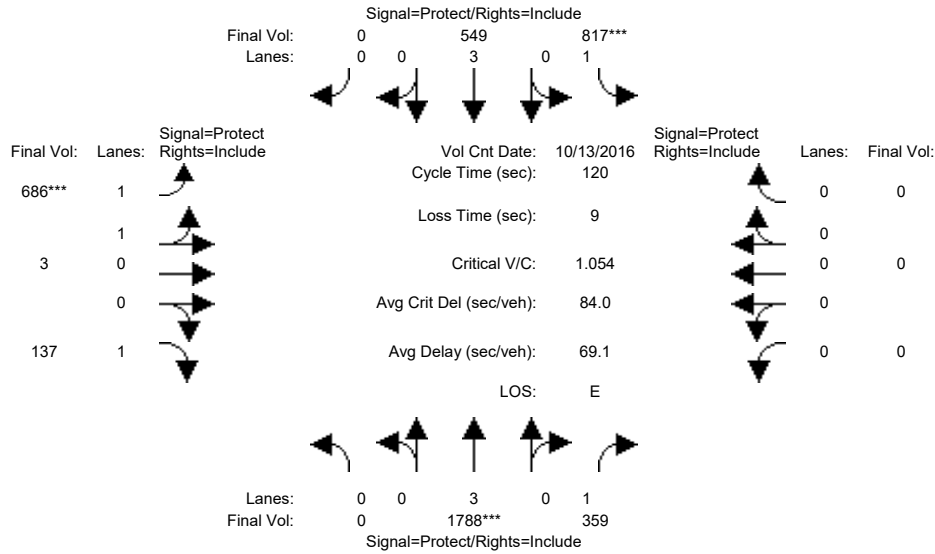 Signal=Protect/Rights=Include
Final Vol: 0 549 817***
Lanes: 0 0 3 0 1
Signal=Protect
Final Vol: Lanes: Rights=Include
Vol Cnt Date: 10/13/2016
Signal=Protect
Rights=Include Lanes: Final Vol:
Cycle Time (sec): 120
686*** 1
0 0
Loss Time (sec): 9
1
0
3 0
Critical V/C: 1.054
0 0
0
Avg Crit Del (sec/veh): 84.0
0
137 1
Avg Delay (sec/veh): 69.1
0 0
LOS: E
Lanes: 0 0 3 0 1
Final Vol: 0 1788*** 359
Signal=Protect/Rights=Include